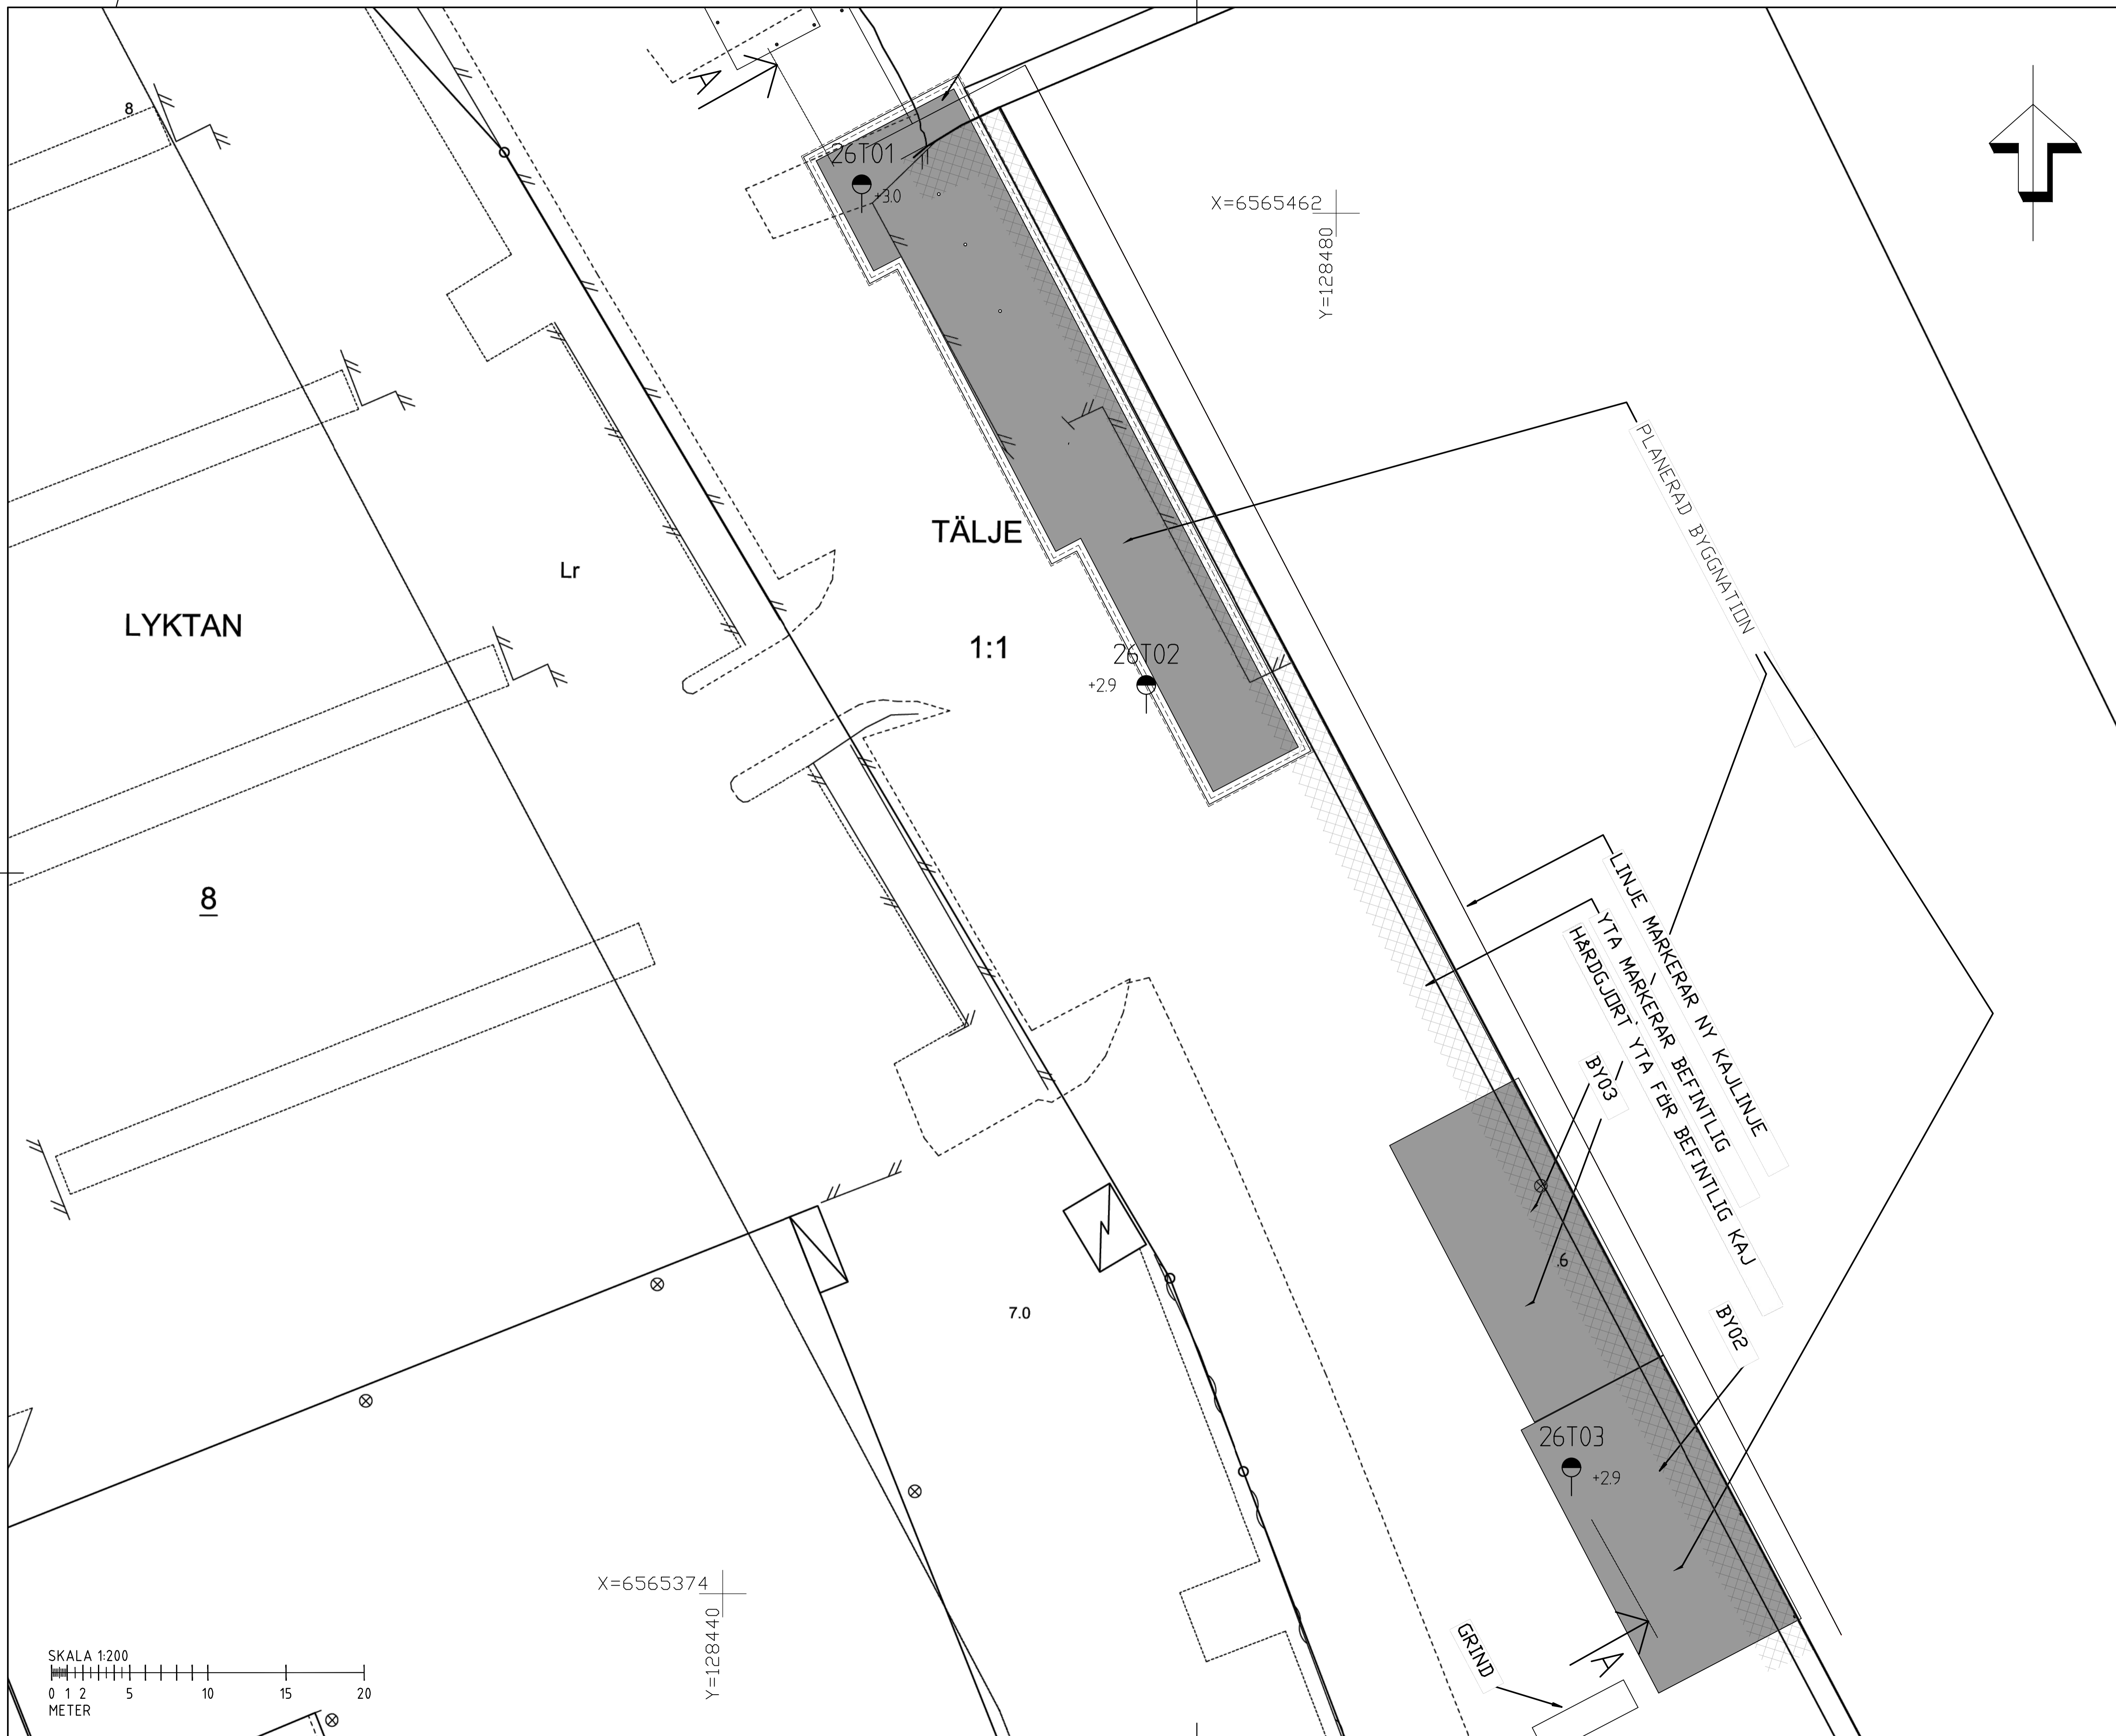 8
A
26T01
+3.0
X=6565462
Y=128480
PLANERAD BYGGNATION
TÄLJE
Lr
LYKTAN
1:1
26T02
+2.9
LINJE MARKERAR NY KAJLINJE
YTA MARKERAR BEFINTLIG
HÅRDGJORT YTA FÖR BEFINTLIG KAJ
8
BY03
.6
7.0
BY02
26T03
+2.9
X=6565374
Y=128440
GRIND
A
SKALA 1:200
0 1 2 5 10 15 20
METER